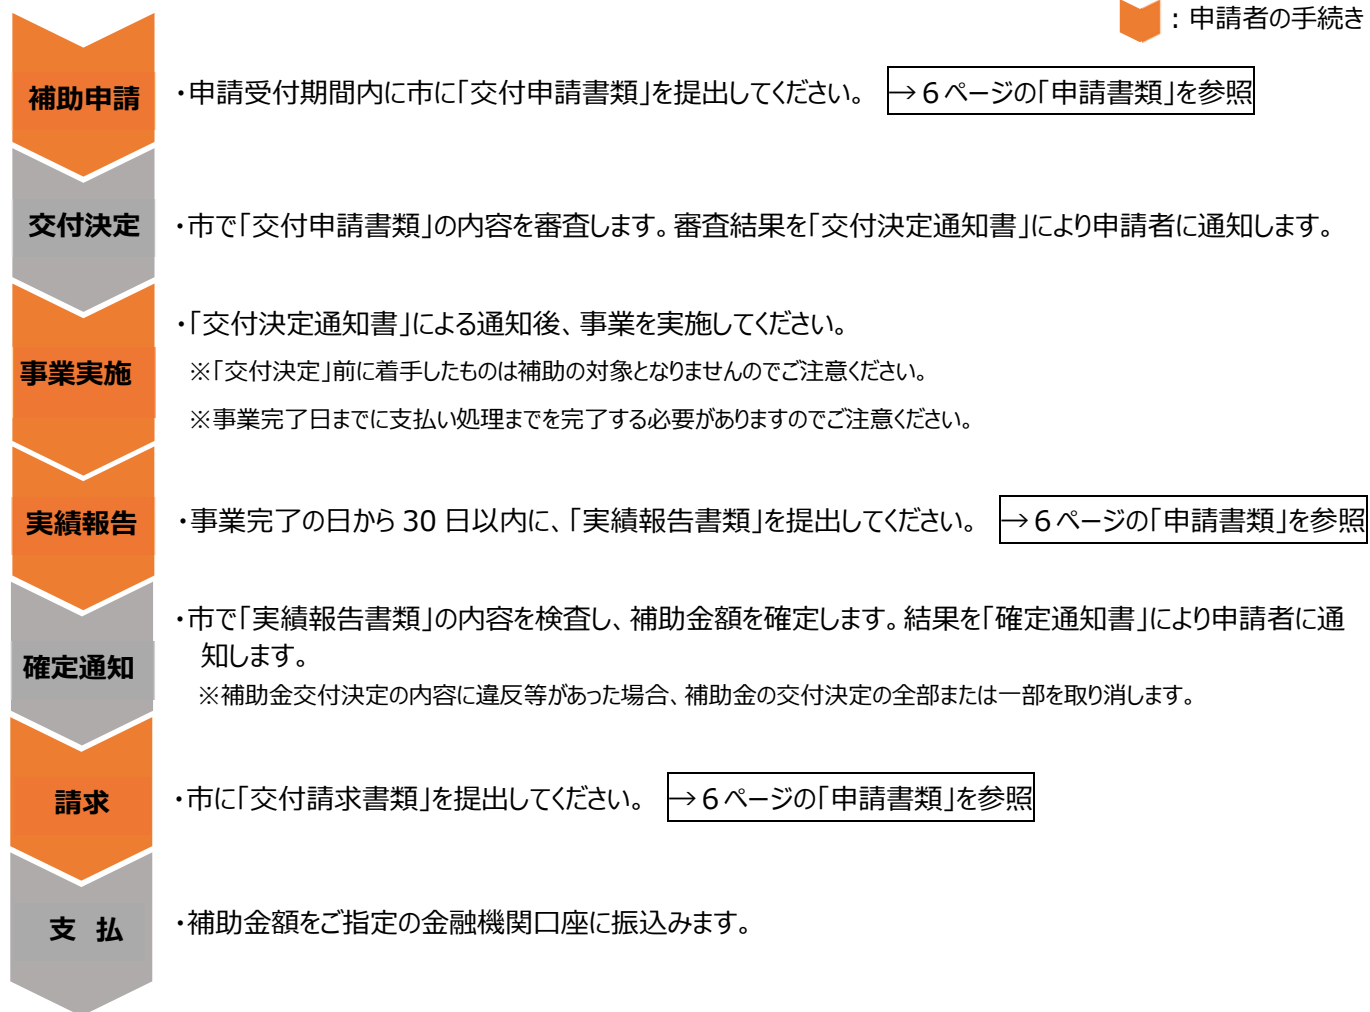 ：申請者の手続き
補助申請
・申請受付期間内に市に「交付申請書類」を提出してください。 →６ページの「申請書類」を参照
交付決定
・市で「交付申請書類」の内容を審査します。審査結果を「交付決定通知書」により申請者に通知します。
・「交付決定通知書」による通知後、事業を実施してください。
事業実施
※「交付決定」前に着手したものは補助の対象となりませんのでご注意ください。
※事業完了日までに支払い処理までを完了する必要がありますのでご注意ください。
実績報告
・事業完了の日から 30 日以内に、「実績報告書類」を提出してください。 →６ページの「申請書類」を参照
・市で「実績報告書類」の内容を検査し、補助金額を確定します。結果を「確定通知書」により申請者に通
知します。
確定通知
※補助金交付決定の内容に違反等があった場合、補助金の交付決定の全部または一部を取り消します。
請求
・市に「交付請求書類」を提出してください。 →６ページの「申請書類」を参照
支 払
・補助金額をご指定の金融機関口座に振込みます。